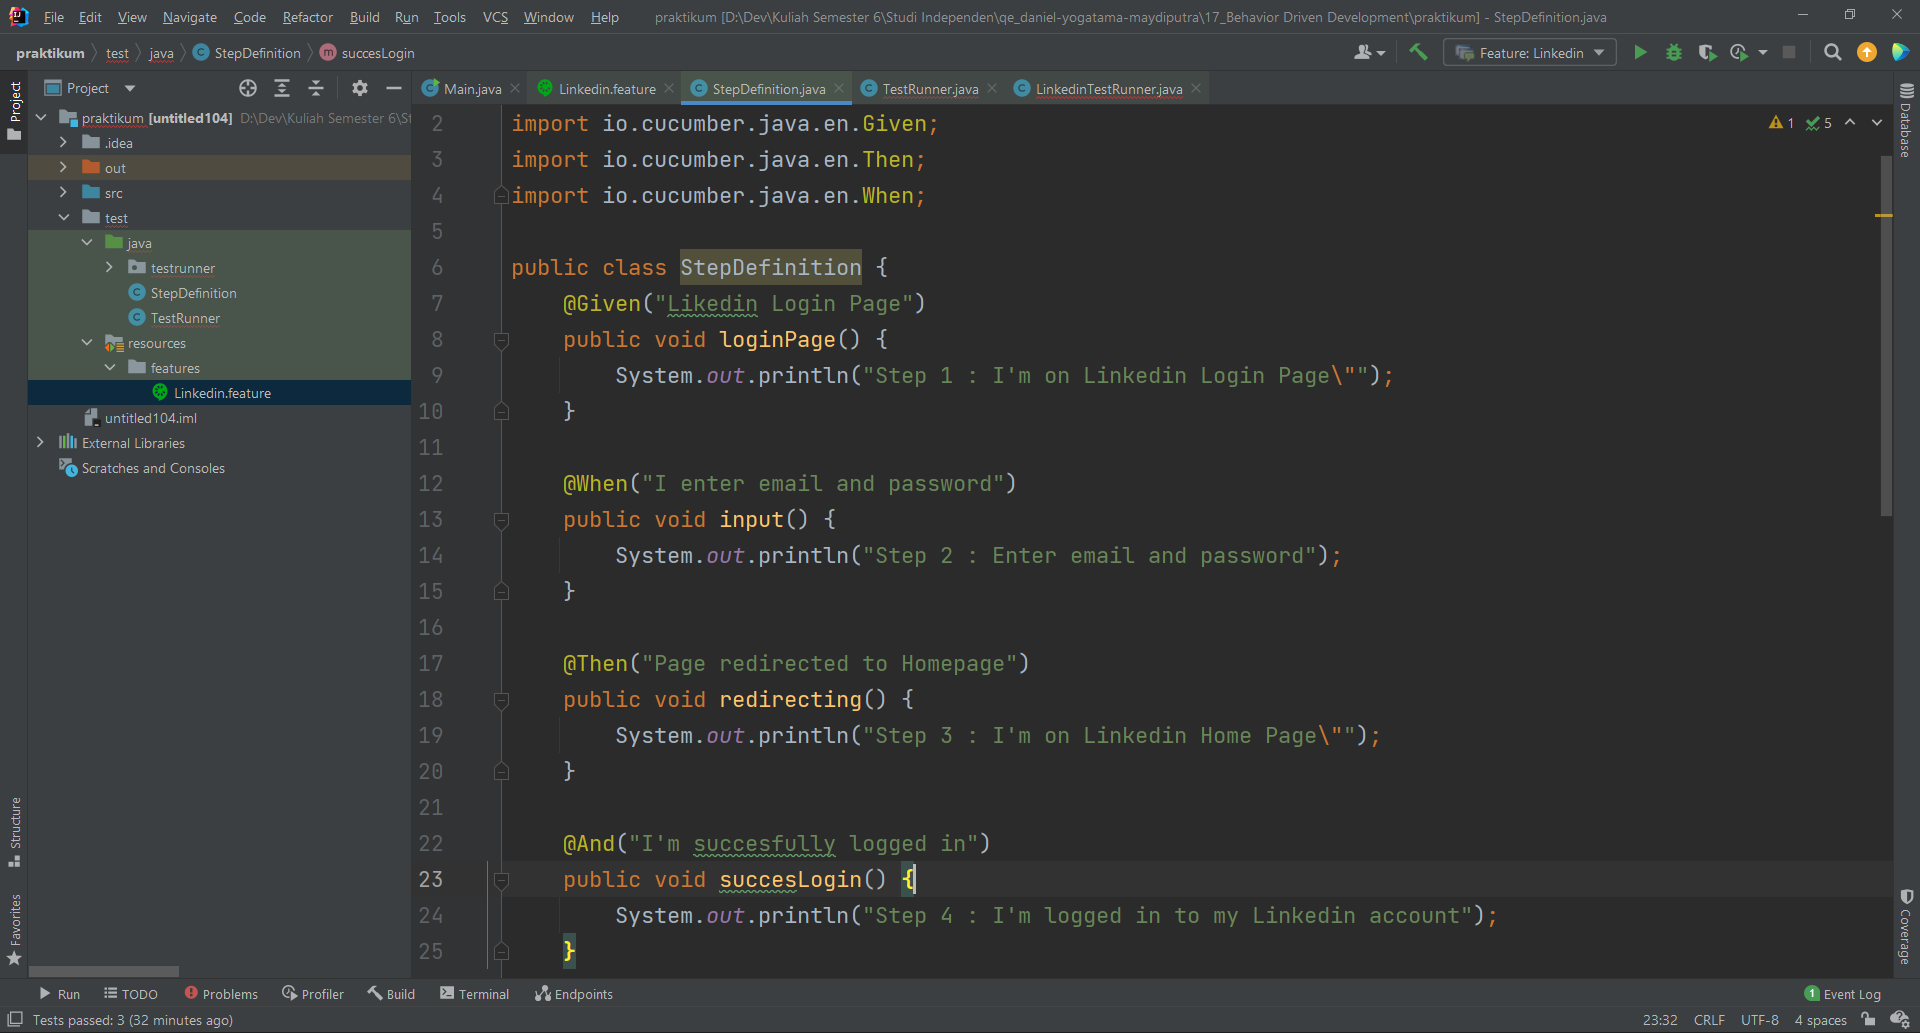 File Edit View Navigate Code Refactor Build Run Tools VCS Window Help praktikum [D:\Dev\Kuliah Semester 6\Studi Independen\qe_daniel-yogatama-maydiputra\17_Behavior Driven Development\praktikum] - StepDefinition.java
praktikum test java StepDefinition succesLogin Feature: Linkedin
Project
Main.java Linkedin.feature StepDefinition.java TestRunner.java LinkedinTestRunner.java
praktikum [untitled104] D:\Dev\Kuliah Semester 6\St
.idea
out
src
test
java
testrunner
StepDefinition
TestRunner
resources
features
Linkedin.feature
untitled104.iml
External Libraries
Scratches and Consoles
Project
Structure
Favorites
1 5
2 import io.cucumber.java.en.Given;
3 import io.cucumber.java.en.Then;
4 import io.cucumber.java.en.When;
5
6 public class StepDefinition {
7 @Given("Likedin Login Page")
8 public void loginPage() {
9 System.out.println("Step 1 : I'm on Linkedin Login Page\"");
10 }
11
12 @When("I enter email and password")
13 public void input() {
14 System.out.println("Step 2 : Enter email and password");
15 }
16
17 @Then("Page redirected to Homepage")
18 public void redirecting() {
19 System.out.println("Step 3 : I'm on Linkedin Home Page\"");
20 }
21
22 @And("I'm succesfully logged in")
23 public void succesLogin() {
24 System.out.println("Step 4 : I'm logged in to my Linkedin account");
25 }
Database
Coverage
Run TODO Problems Profiler Build Terminal Endpoints 1 Event Log
Tests passed: 3 (32 minutes ago) 23:32 CRLF UTF-8 4 spaces